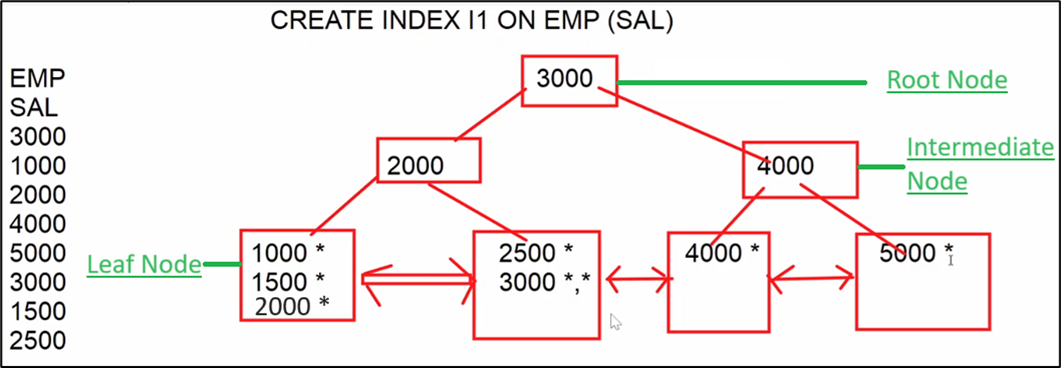 CREATE INDEX I1 ON EMP (SAL)
EMP
SAL
3000
1000
2000
4000
5000
3000
1500
2500
3000
Root Node
2000
4000
Intermediate
Node
Leaf Node
1000 *
1500 *
2000 *
2500 *
3000 *,*
4000 *
5000 *